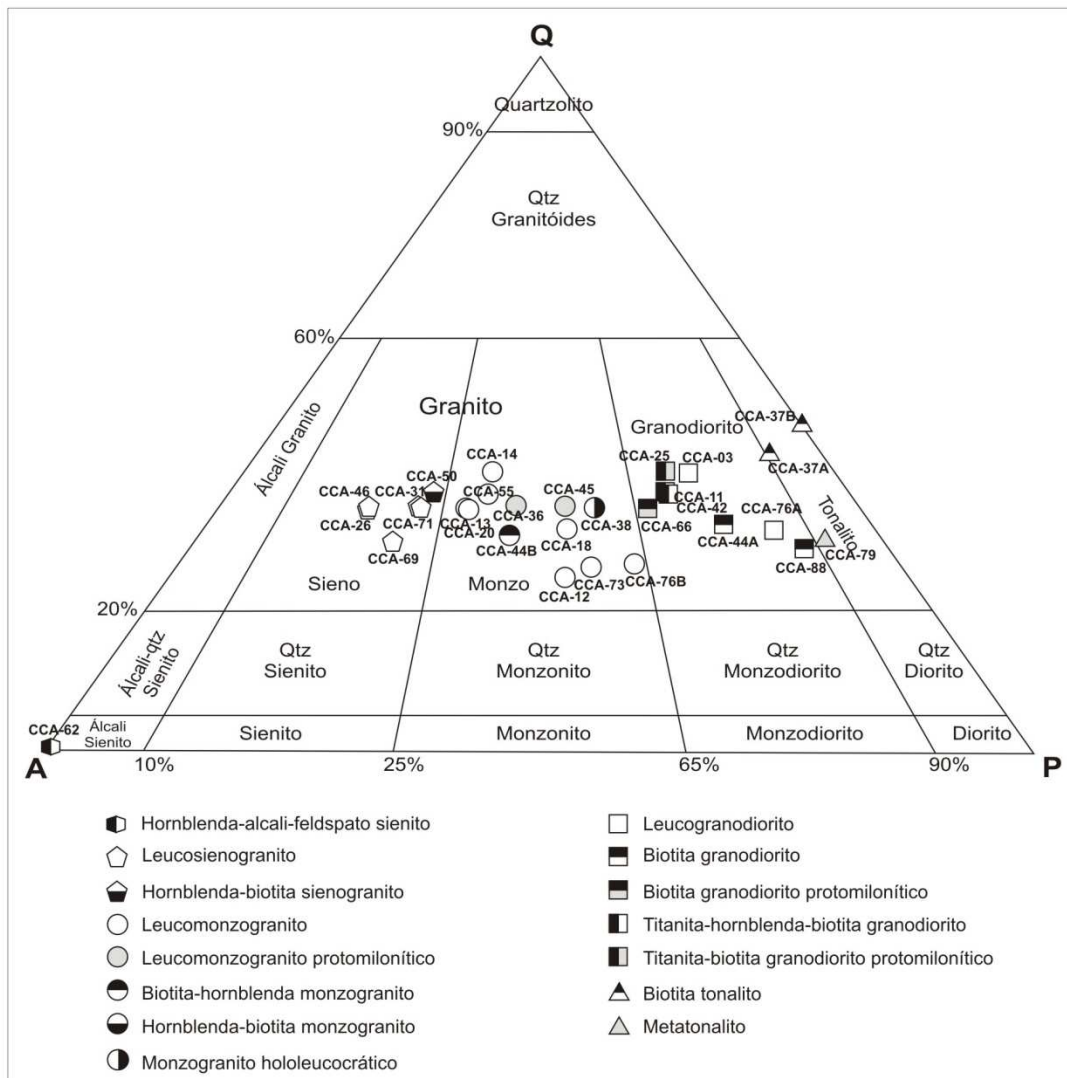 Q
Quartzolito
90%
Qtz
Granitóides
60%
Álcali Granito
Granito
Granodiorito
Tonalito
CCA-37B
CCA-37A
CCA-14
CCA-25
CCA-03
CCA-50
CCA-46
CCA-31
CCA-55
CCA-45
CCA-11
CCA-42
CCA-76A
CCA-26
CCA-71
CCA-13
CCA-20
CCA-36
CCA-38
CCA-66
CCA-44A
CCA-79
CCA-69
CCA-44B
CCA-18
CCA-88
CCA-73
CCA-76B
CCA-12
Sieno
Monzo
20%
Álcali-qtz
Sienito
Qtz
Sienito
Qtz
Monzonito
Qtz
Monzodiorito
Qtz
Diorito
CCA-62
Álcali
Sienito
Sienito
Monzonito
Monzodiorito
Diorito
A
10%
25%
65%
90%
P
Hornblenda-alcali-feldspato sienito
Leucosienogranito
Hornblenda-biotita sienogranito
Leucomonzogranito
Leucomonzogranito protomilonítico
Biotita-hornblenda monzogranito
Hornblenda-biotita monzogranito
Monzogranito hololeucocrático
Leucogranodiorito
Biotita granodiorito
Biotita granodiorito protomilonítico
Titanita-hornblenda-biotita granodiorito
Titanita-biotita granodiorito protomilonítico
Biotita tonalito
Metatonalito